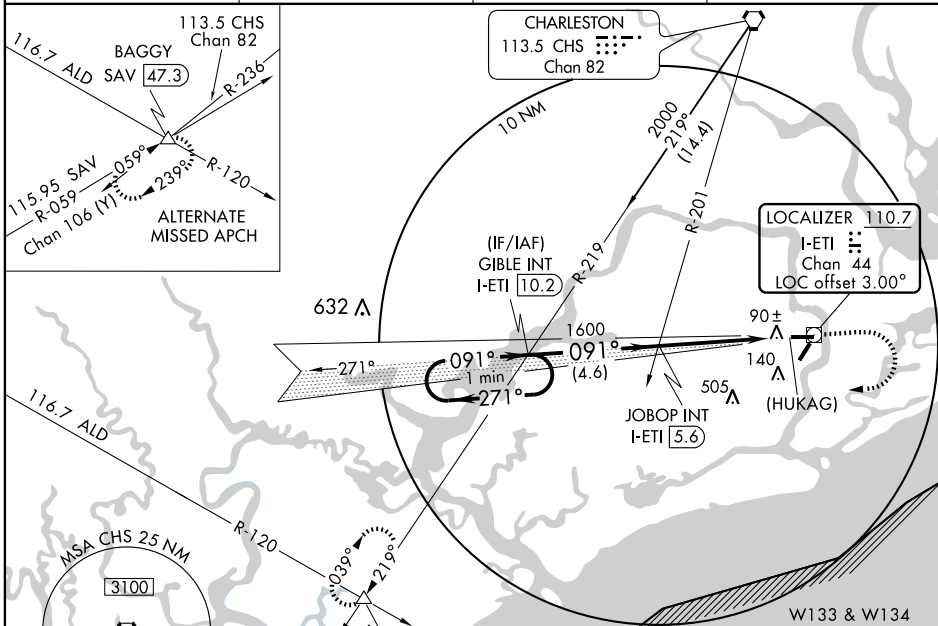 113.5 CHS
Chan 82
116.7 ALD
BAGGY
SAV 47.3
R-236
059°
239°
R-120
115.95 SAV
R-059
Chan 106 (Y)
ALTERNATE
MISSED APCH
CHARLESTON
113.5 CHS
Chan 82
10 NM
2000
219°
(14.4)
R-201
R-219
LOCALIZER 110.7
I-ETI
Chan 44
LOC offset 3.00°
(IF/IAF)
GIBLE INT
I-ETI 10.2
632
90±
1600
091°
091°
271°
1 min
(4.6)
271°
140
505
(HUKAG)
JOBOP INT
I-ETI 5.6
116.7 ALD
R-120
039°
219°
MSA CHS 25 NM
3100
W133 & W134